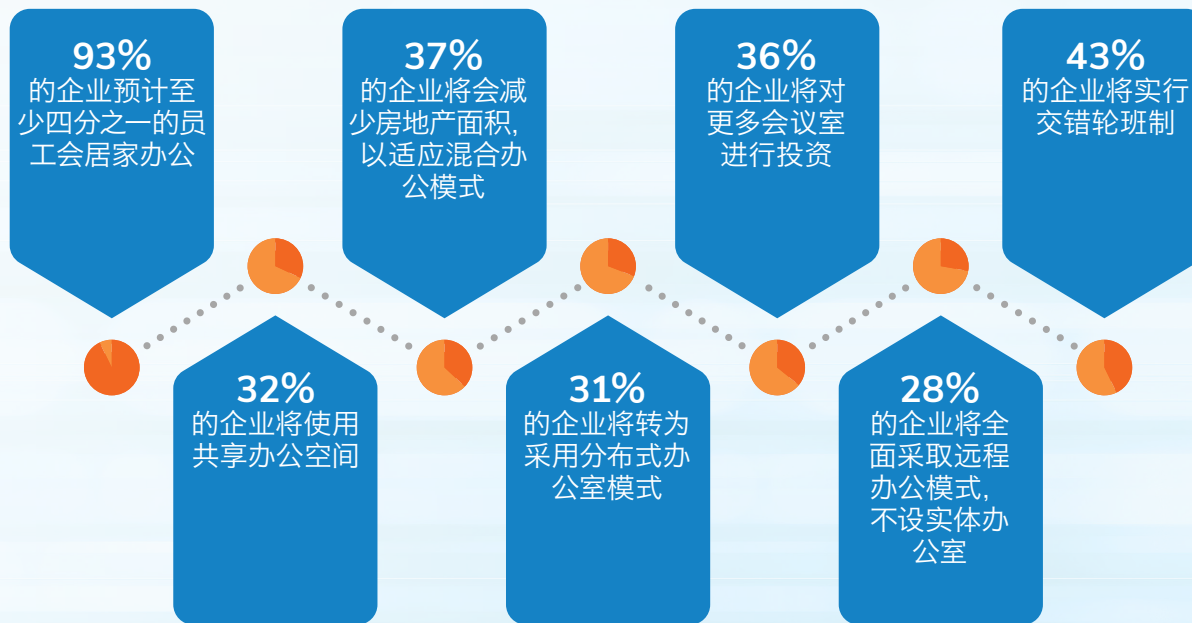 93%
的企业预计至
少四分之一的员
工会居家办公
37%
的企业将会减
少房地产面积，
以适应混合办
公模式
36%
的企业将对
更多会议室
进行投资
43%
的企业将实行
交错轮班制
32%
的企业将使用
共享办公空间
31%
的企业将转为
采用分布式办
公室模式
28%
的企业将全
面采取远程
办公模式，
不设实体办
公室